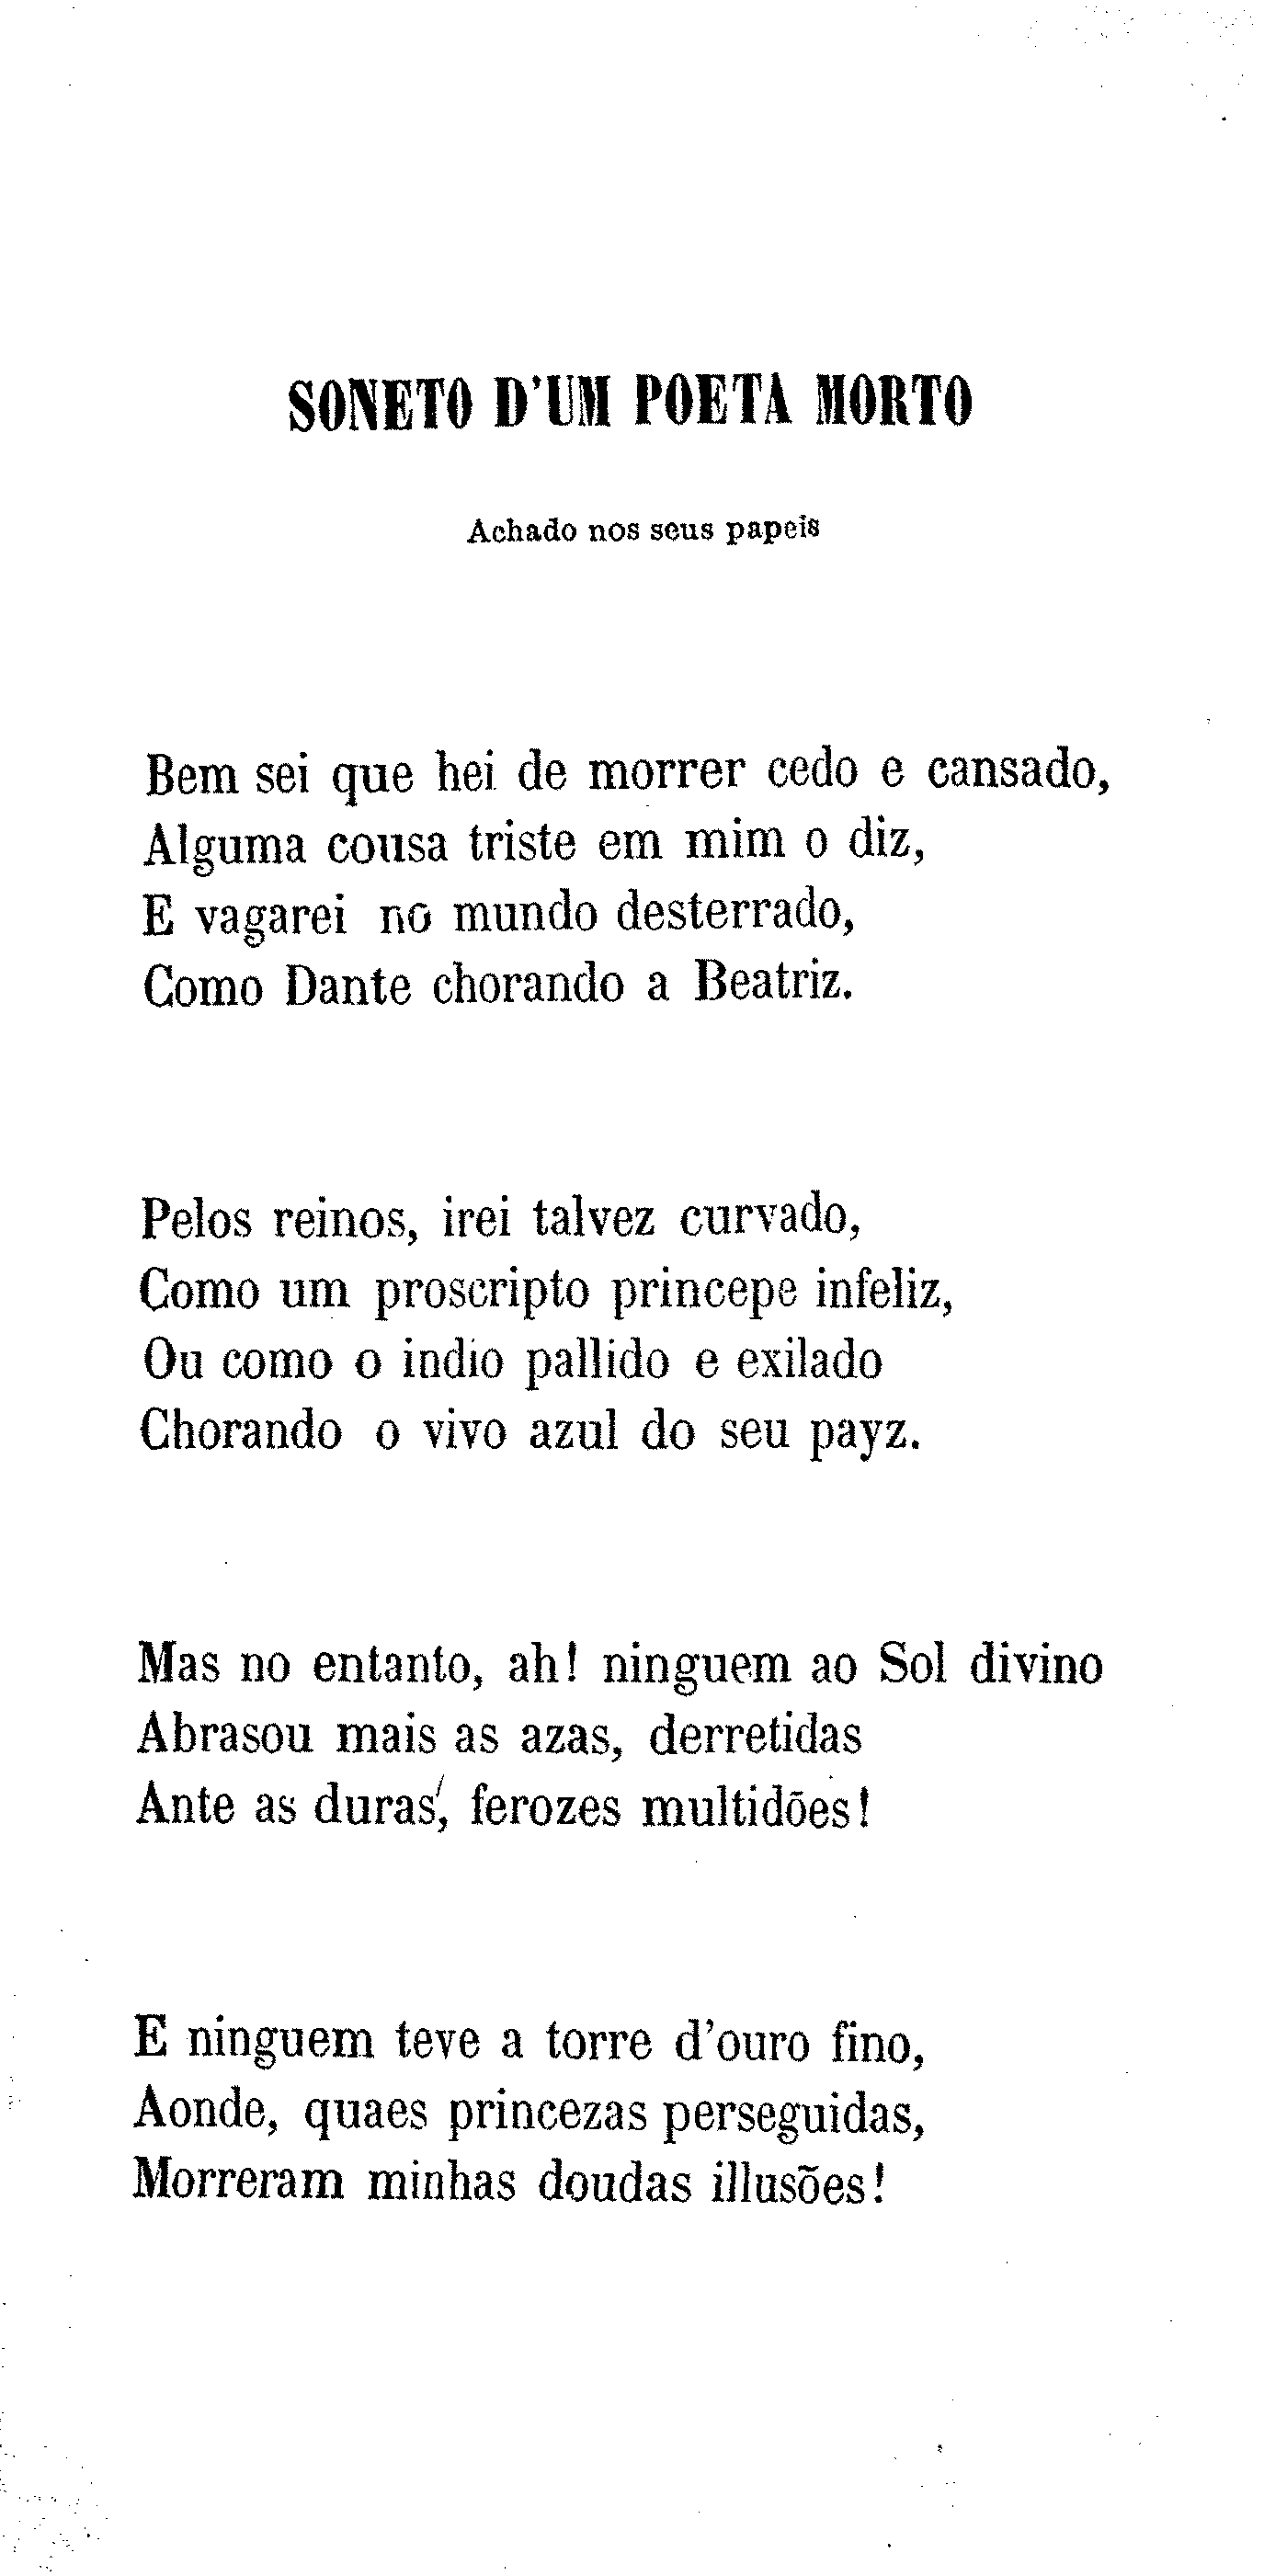 SONETO D'UM POETA MORTO
Achado nos seus papeis
Bem sei que hei de morrer cedo e cansado,
Alguma cousa triste em mim o diz,
E vagarei no mundo desterrado,
Como Dante chorando a Beatriz.
Pelos reinos, irei talvez curvado,
Como um proscripto princepe infeliz,
Ou como o indio pallido e exilado
Chorando o vivo azul do seu payz.
Mas no entanto, ah! ninguem ao Sol divino
Abrasou mais as azas, derretidas
Ante as duras, ferozes multidões!
E ninguem teve a torre d'ouro fino,
Aonde, quaes princezas perseguidas,
Morreram minhas doudas illusões!